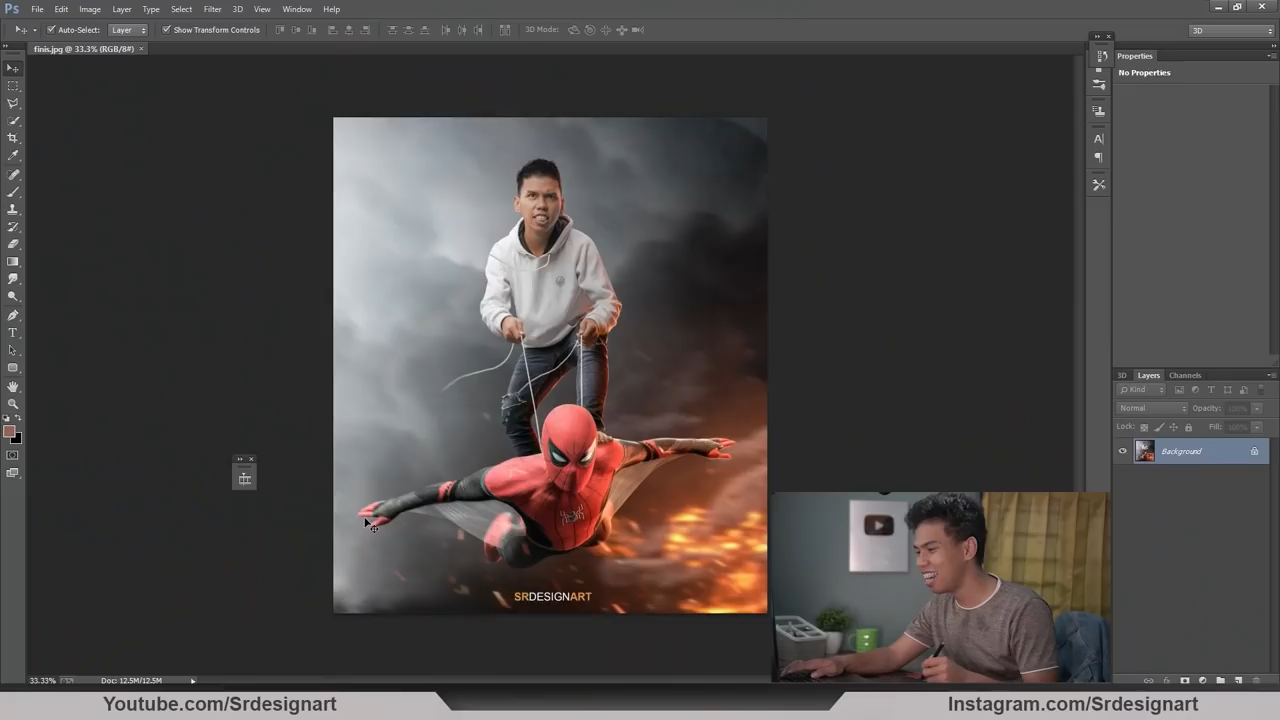 Ps File Edit Image Layer Type Select Filter 3D View Window Help
Auto-Select: Layer Show Transform Controls 3D Mode: 3D
finis.jpg @ 33.3% (RGB/8#) ×
Properties
No Properties
SRDESIGNART
3D Layers Channels
Kind
Normal Opacity: 100%
Lock: Fill: 100%
Background
33.33% Doc: 12.5M/12.5M
Youtube.com/Srdesignart
Instagram.com/Srdesignart